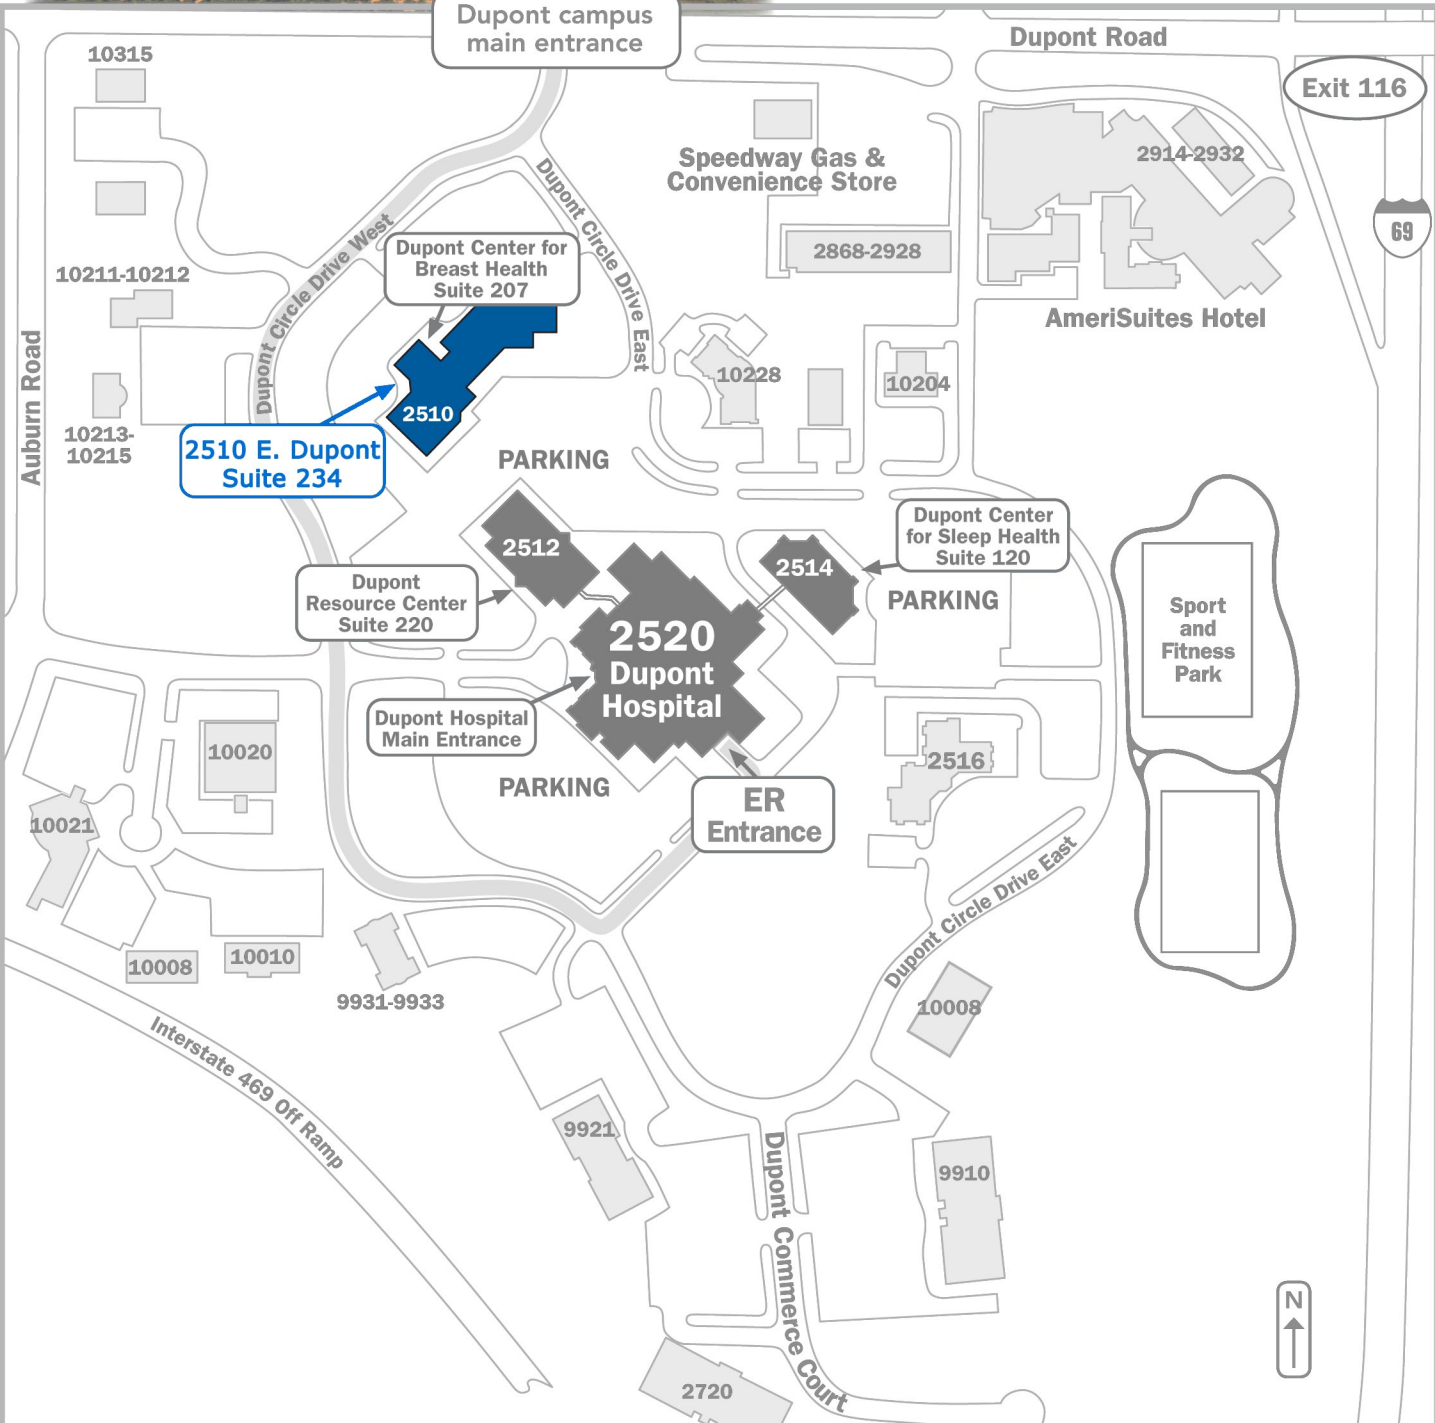 Dupont campus
main entrance
Dupont Road
10315
Exit 116
2914-2932
Speedway Gas &
Convenience Store
69
Dupont Circle Drive West
Dupont Circle Drive East
Dupont Center for
Breast Health
Suite 207
2868-2928
10211-10212
AmeriSuites Hotel
Auburn Road
10228
10204
2510
10213-
10215
2510 E. Dupont
Suite 234
PARKING
2512
2514
Dupont Center
for Sleep Health
Suite 120
Dupont
Resource Center
Suite 220
PARKING
2520
Dupont
Hospital
Sport
and
Fitness
Park
Dupont Hospital
Main Entrance
10020
2516
PARKING
ER
Entrance
10021
Dupont Circle Drive East
10008
10010
9931-9933
10008
Interstate 469 Off Ramp
9921
Dupont Commerce Court
9910
N
2720